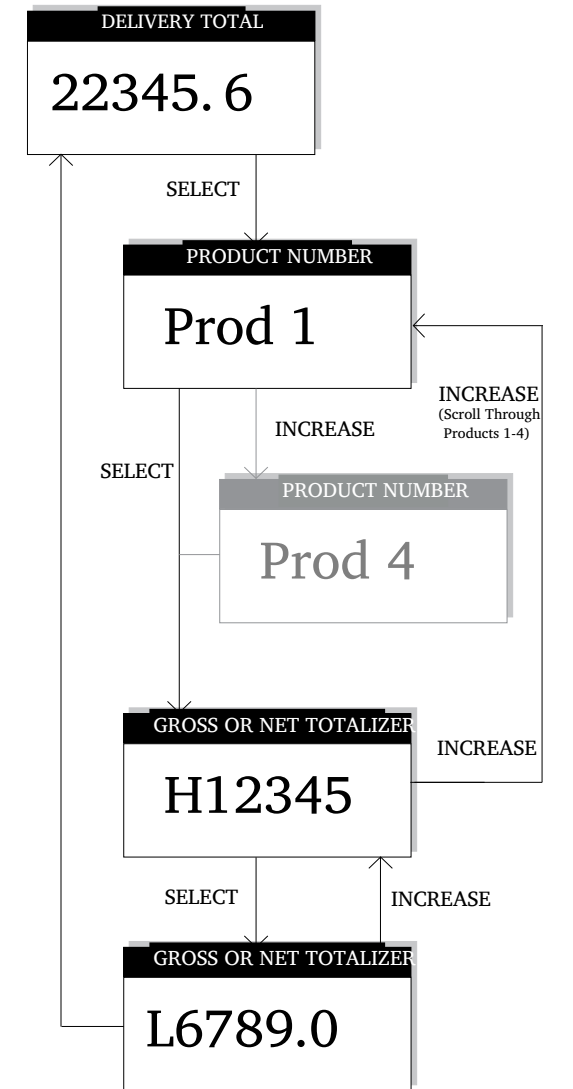 DELIVERY TOTAL
22345.6
SELECT
PRODUCT NUMBER
Prod 1
INCREASE
(Scroll Through
Products 1-4)
INCREASE
SELECT
PRODUCT NUMBER
Prod 4
GROSS OR NET TOTALIZER
INCREASE
H12345
SELECT
INCREASE
GROSS OR NET TOTALIZER
L6789.0